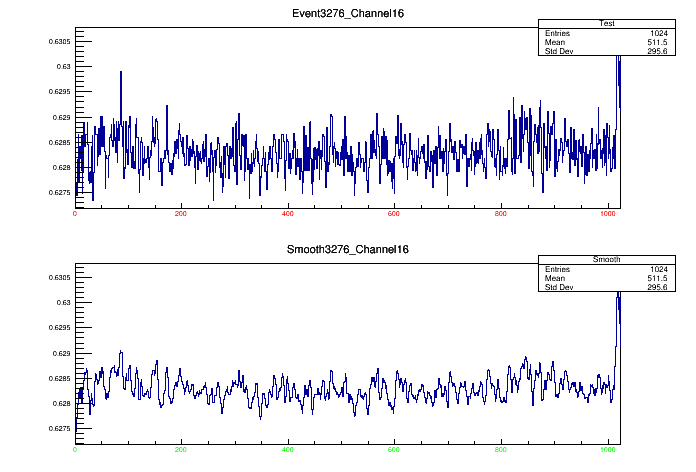 Event3276_Channel16
Test
Entries 1024
Mean 511.5
Std Dev 295.6
0.6305
0.63
0.6295
0.629
0.6285
0.628
0.6275
0 200 400 600 800 1000
Smooth3276_Channel16
Smooth
Entries 1024
Mean 511.5
Std Dev 295.6
0.6305
0.63
0.6295
0.629
0.6285
0.628
0.6275
0 200 400 600 800 1000